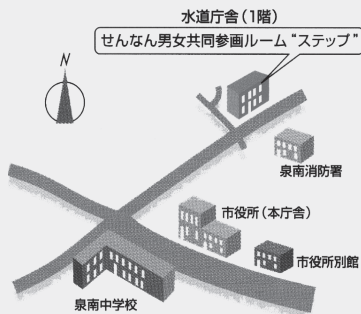 水道庁舎(1階)
せんなん男女共同参画ルーム“ステップ”
泉南消防署
市役所(本庁舎)
市役所別館
泉南中学校